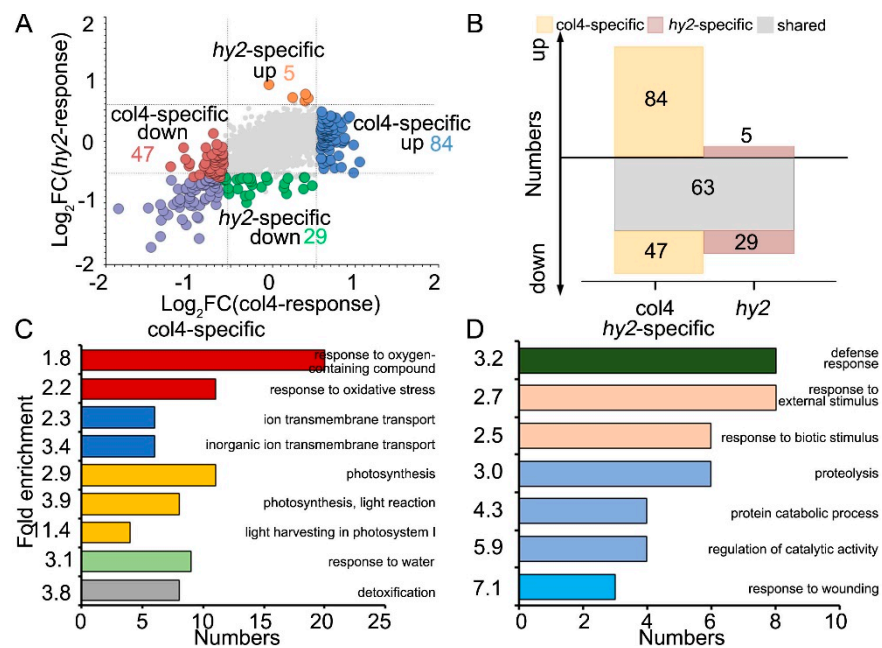 A
2
1
0
-1
-2
Log2FC(hy2-response)
hy2-specific
up 5
col4-specific
down
47
col4-specific
up 84
hy2-specific
down 29
-2
-1
0
1
2
Log2FC(col4-response)
B
col4-specific
hy2-specific
shared
up
Numbers
down
84
5
63
47
29
col4
hy2
C
col4-specific
Fold enrichment
1.8
response to oxygen-
containing compound
2.2
response to oxidative stress
2.3
ion transmembrane transport
3.4
inorganic ion transmembrane transport
2.9
photosynthesis
3.9
photosynthesis, light reaction
11.4
light harvesting in photosystem I
3.1
response to water
3.8
detoxification
0
5
10
15
20
25
Numbers
D
hy2-specific
3.2
defense
response
2.7
response to
external stimulus
2.5
response to biotic stimulus
3.0
proteolysis
4.3
protein catabolic process
5.9
regulation of catalytic activity
7.1
response to wounding
0
2
4
6
8
10
Numbers